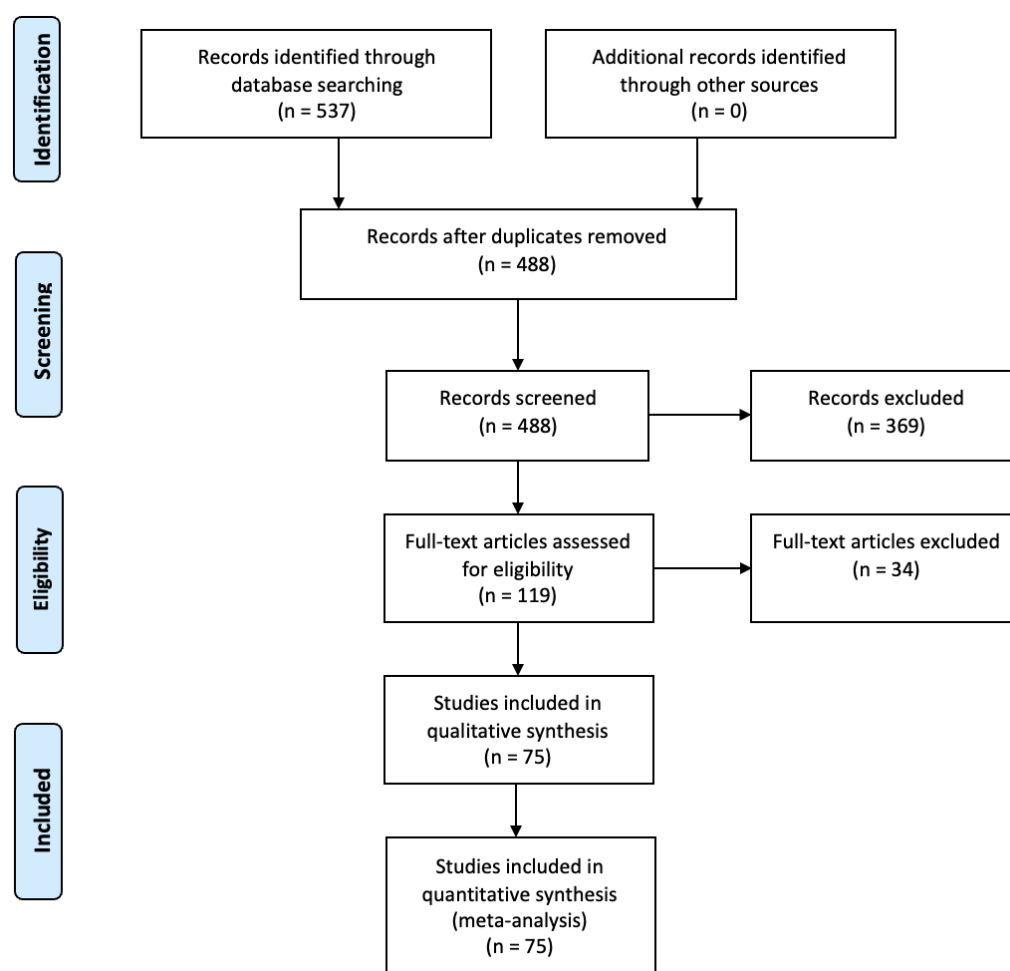 Identification
Records identified through
database searching
(n = 537)
Additional records identified
through other sources
(n = 0)
Records after duplicates removed
(n = 488)
Screening
Records screened
(n = 488)
Records excluded
(n = 369)
Eligibility
Full-text articles assessed
for eligibility
(n = 119)
Full-text articles excluded
(n = 34)
Studies included in
qualitative synthesis
(n = 75)
Included
Studies included in
quantitative synthesis
(meta-analysis)
(n = 75)